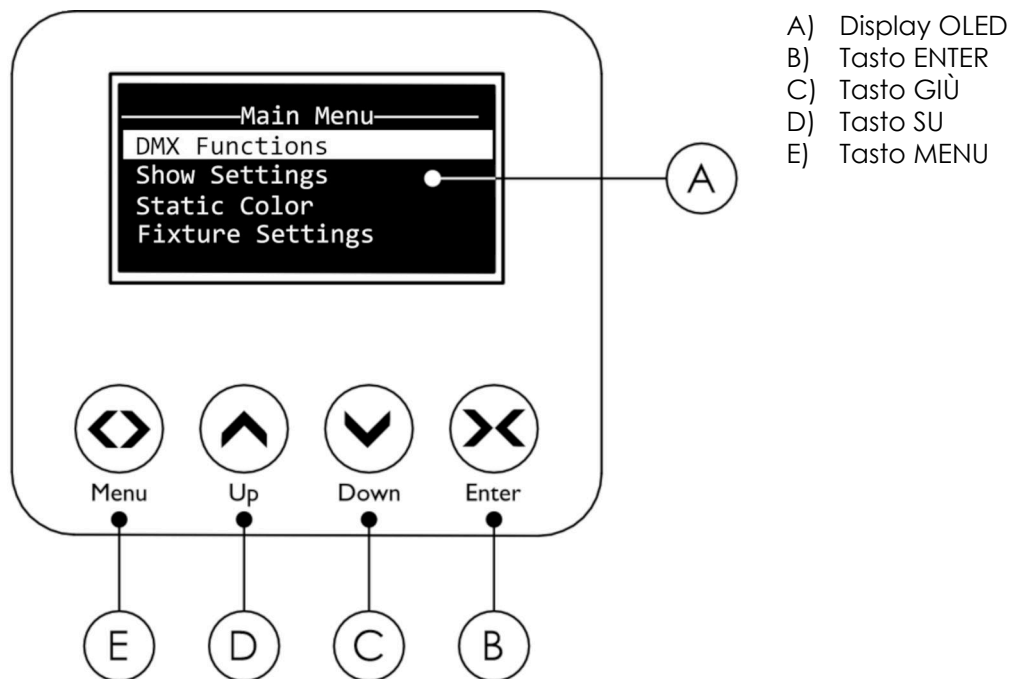 Main Menu
DMX Functions
Show Settings
Static Color
Fixture Settings
A
Menu Up Down Enter
E D C B
A) Display OLED
B) Tasto ENTER
C) Tasto GIÙ
D) Tasto SU
E) Tasto MENU